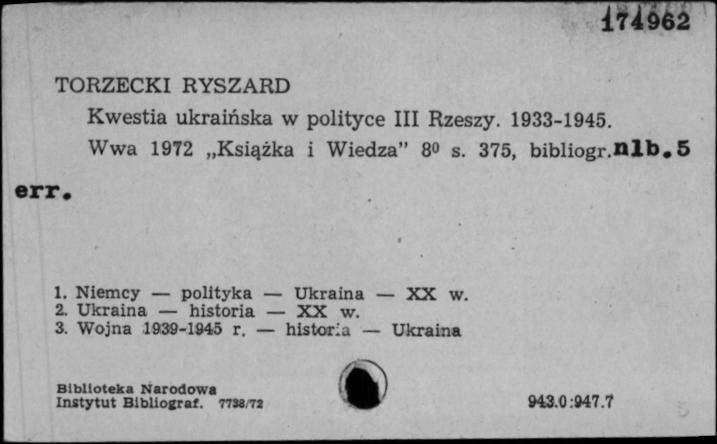 174962
TORZECKI RYSZARD
Kwestia ukraińska w polityce III Rzeszy. 1933-1945.
Wwa 1972 „Książka i Wiedza” 8⁰ s. 375, bibliogr.nlb.5
err.
1. Niemcy — polityka — Ukraina — XX w.
2. Ukraina — historia — XX w.
3. Wojna 1939-1945 r. — historia — Ukraina
Biblioteka Narodowa
Instytut Bibliograf. 7738/72
943.0:947.7